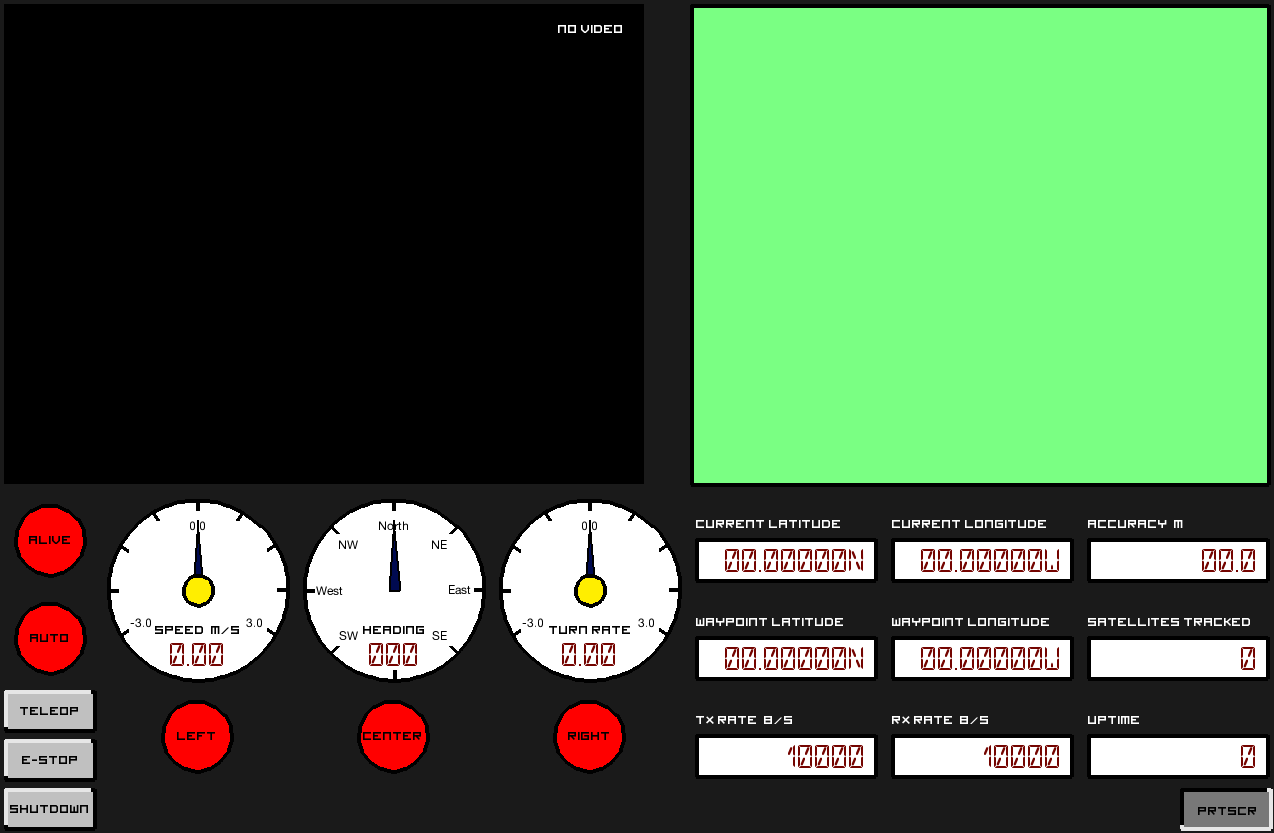 NO VIDEO
ALIVE
AUTO
TELEOP
E-STOP
SHUTDOWN
0.0
-3.0
3.0
SPEED M/S
0.00
LEFT
North
NW
NE
West
East
SW
SE
HEADING
000
CENTER
0.0
-3.0
3.0
TURN RATE
0.00
RIGHT
CURRENT LATITUDE
CURRENT LONGITUDE
ACCURACY M
00.00000N
00.00000W
00.0
WAYPOINT LATITUDE
WAYPOINT LONGITUDE
SATELLITES TRACKED
00.00000N
00.00000W
0
TX RATE B/S
RX RATE B/S
UPTIME
10000
10000
0
PRTSCR